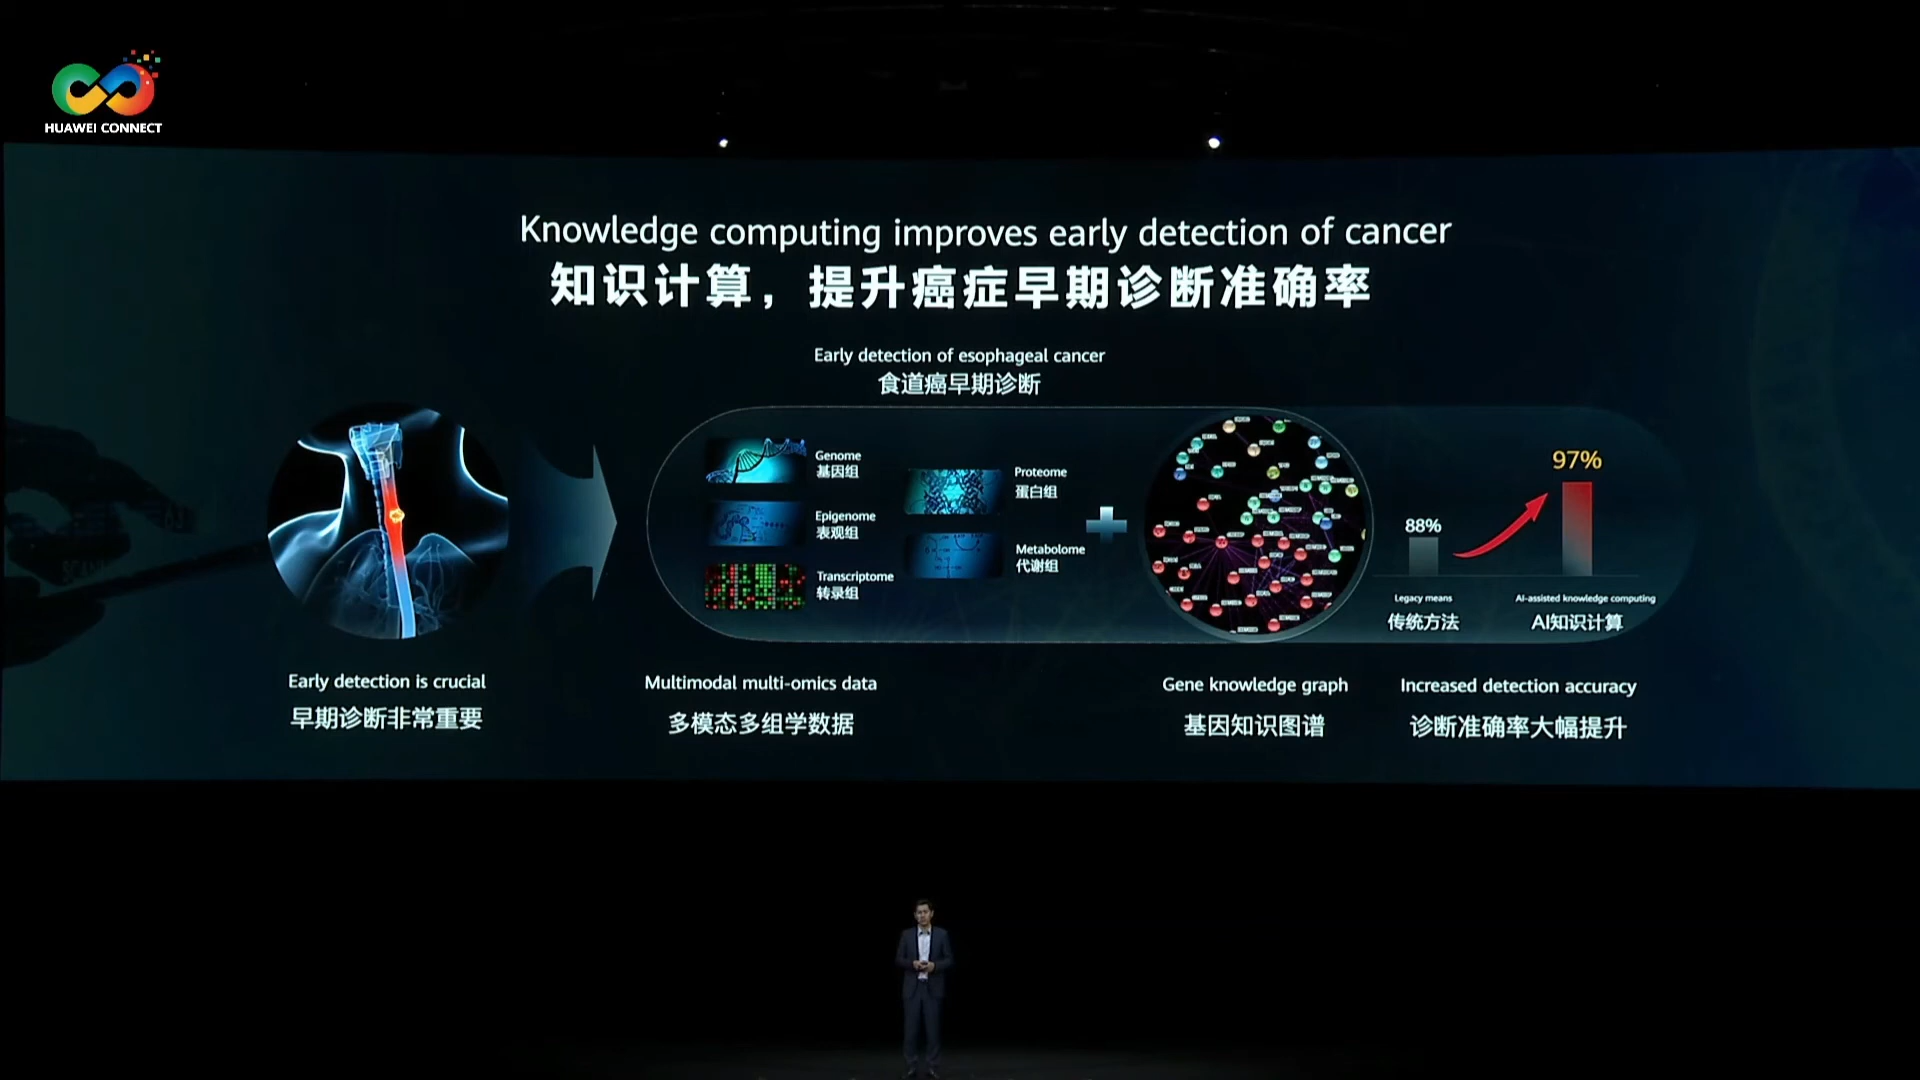 HUAWEI CONNECT
Knowledge computing improves early detection of cancer
知识计算，提升癌症早期诊断准确率
Early detection of esophageal cancer
食道癌早期诊断
Genome
基因组
Epigenome
表观组
Transcriptome
转录组
Proteome
蛋白组
Metabolome
代谢组
88%
97%
Legacy means
传统方法
AI-assisted knowledge computing
AI知识计算
Early detection is crucial
早期诊断非常重要
Multimodal multi-omics data
多模态多组学数据
Gene knowledge graph
基因知识图谱
Increased detection accuracy
诊断准确率大幅提升